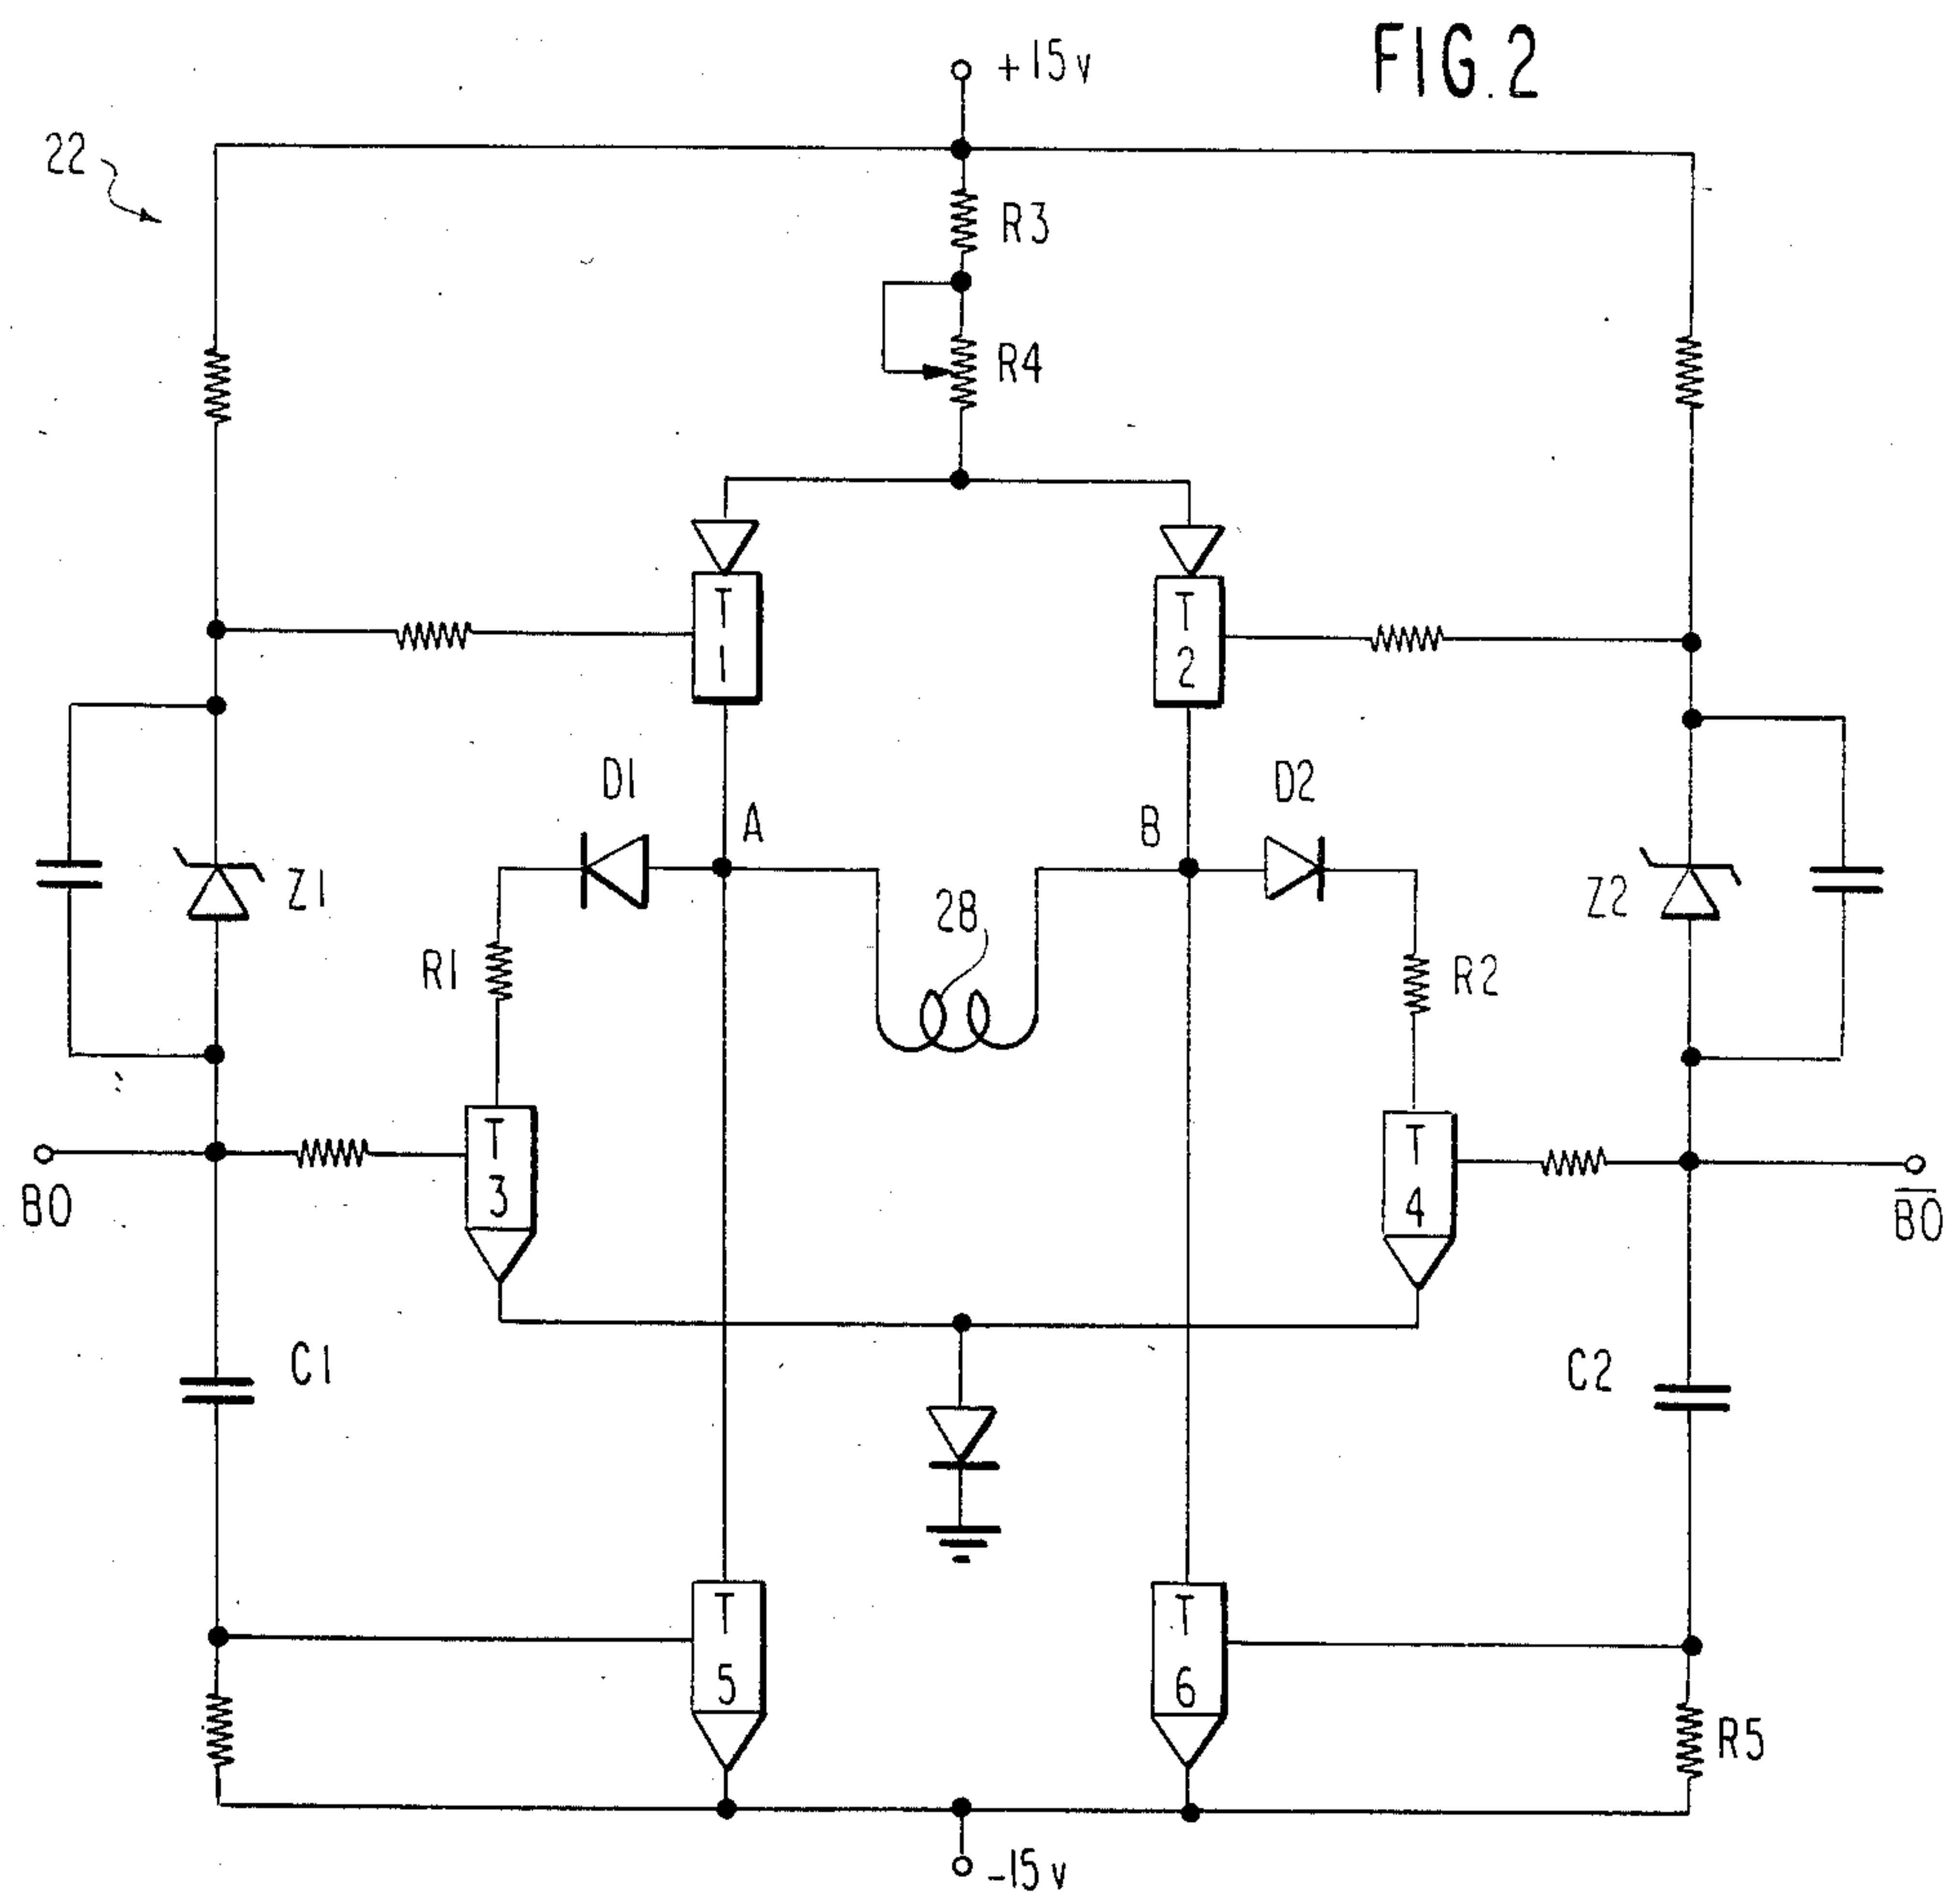 FIG. 2
+15v
22
R3
R4
T 1
T 2
D1
A
B
D2
Z1
28
Z2
R1
R2
T 3
T 4
BO
B̅O̅
C1
C2
T 5
T 6
R5
-15v